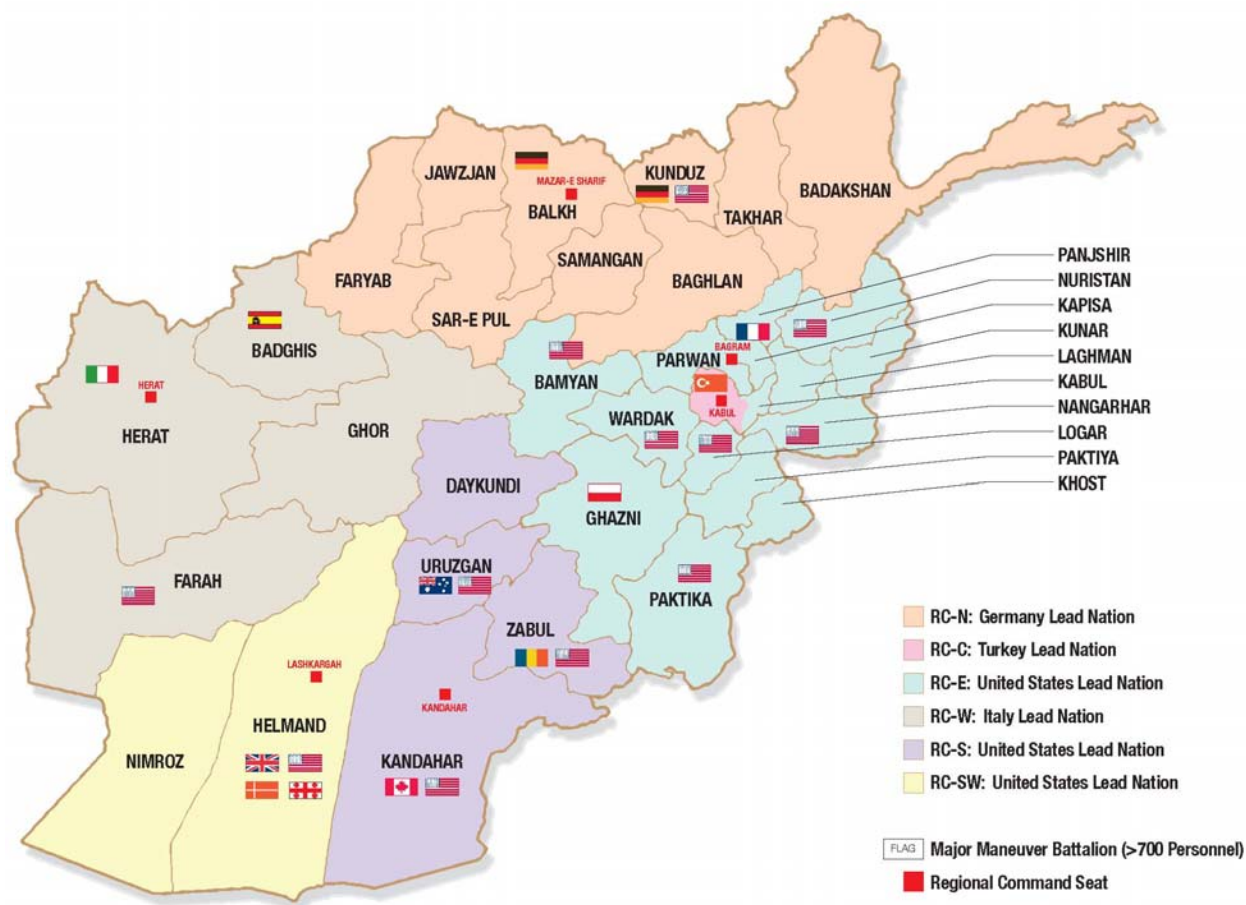 JAWZJAN
MAZAR-E SHARIF
BALKH
KUNDUZ
TAKHAR
BADAKSHAN
FARYAB
SAMANGAN
BAGHLAN
SAR-E PUL
BADGHIS
HERAT
HERAT
GHOR
BAMYAN
PARWAN
BAGRAM
KABUL
WARDAK
DAYKUNDI
GHAZNI
FARAH
URUZGAN
PAKTIKA
ZABUL
LASHKARGAH
HELMAND
KANDAHAR
KANDAHAR
NIMROZ
PANJSHIR
NURISTAN
KAPISA
KUNAR
LAGHMAN
KABUL
NANGARHAR
LOGAR
PAKTIYA
KHOST
RC-N: Germany Lead Nation
RC-C: Turkey Lead Nation
RC-E: United States Lead Nation
RC-W: Italy Lead Nation
RC-S: United States Lead Nation
RC-SW: United States Lead Nation
FLAG Major Maneuver Battalion (>700 Personnel)
Regional Command Seat